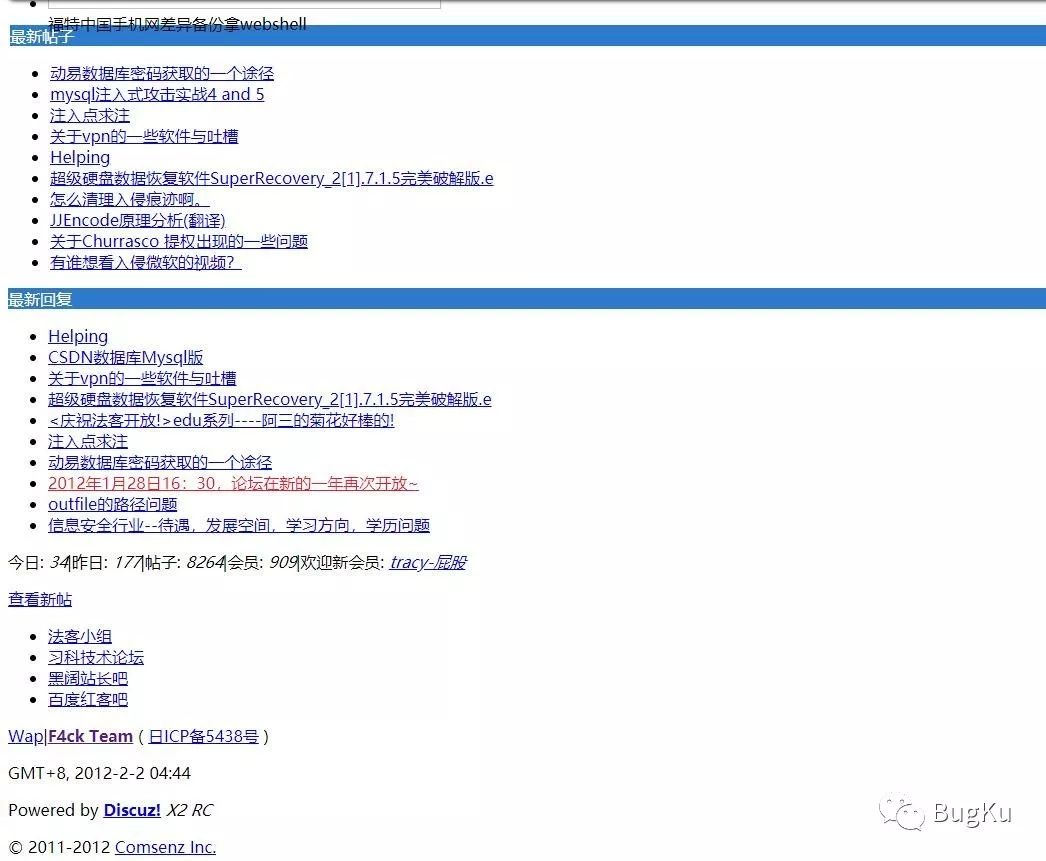 福特中国手机网差异备份拿webshell
最新帖子
动易数据库密码获取的一个途径
mysql注入式攻击实战4 and 5
注入点求注
关于vpn的一些软件与吐槽
Helping
超级硬盘数据恢复软件SuperRecovery_2[1].7.1.5完美破解版.e
怎么清理入侵痕迹啊。
JJEncode原理分析(翻译)
关于Churrasco 提权出现的一些问题
有谁想看入侵微软的视频？
最新回复
Helping
CSDN数据库Mysql版
关于vpn的一些软件与吐槽
超级硬盘数据恢复软件SuperRecovery_2[1].7.1.5完美破解版.e
<庆祝法客开放!>edu系列----阿三的菊花好棒的!
注入点求注
动易数据库密码获取的一个途径
2012年1月28日16：30，论坛在新的一年再次开放~
outfile的路径问题
信息安全行业--待遇，发展空间，学习方向，学历问题
今日: 34|昨日: 177|帖子: 8264|会员: 909|欢迎新会员: tracy-屁股
查看新帖
法客小组
习科技术论坛
黑阔站长吧
百度红客吧
Wap|F4ck Team ( 日ICP备5438号 )
GMT+8, 2012-2-2 04:44
Powered by Discuz! X2 RC
BugKu
© 2011-2012 Comsenz Inc.